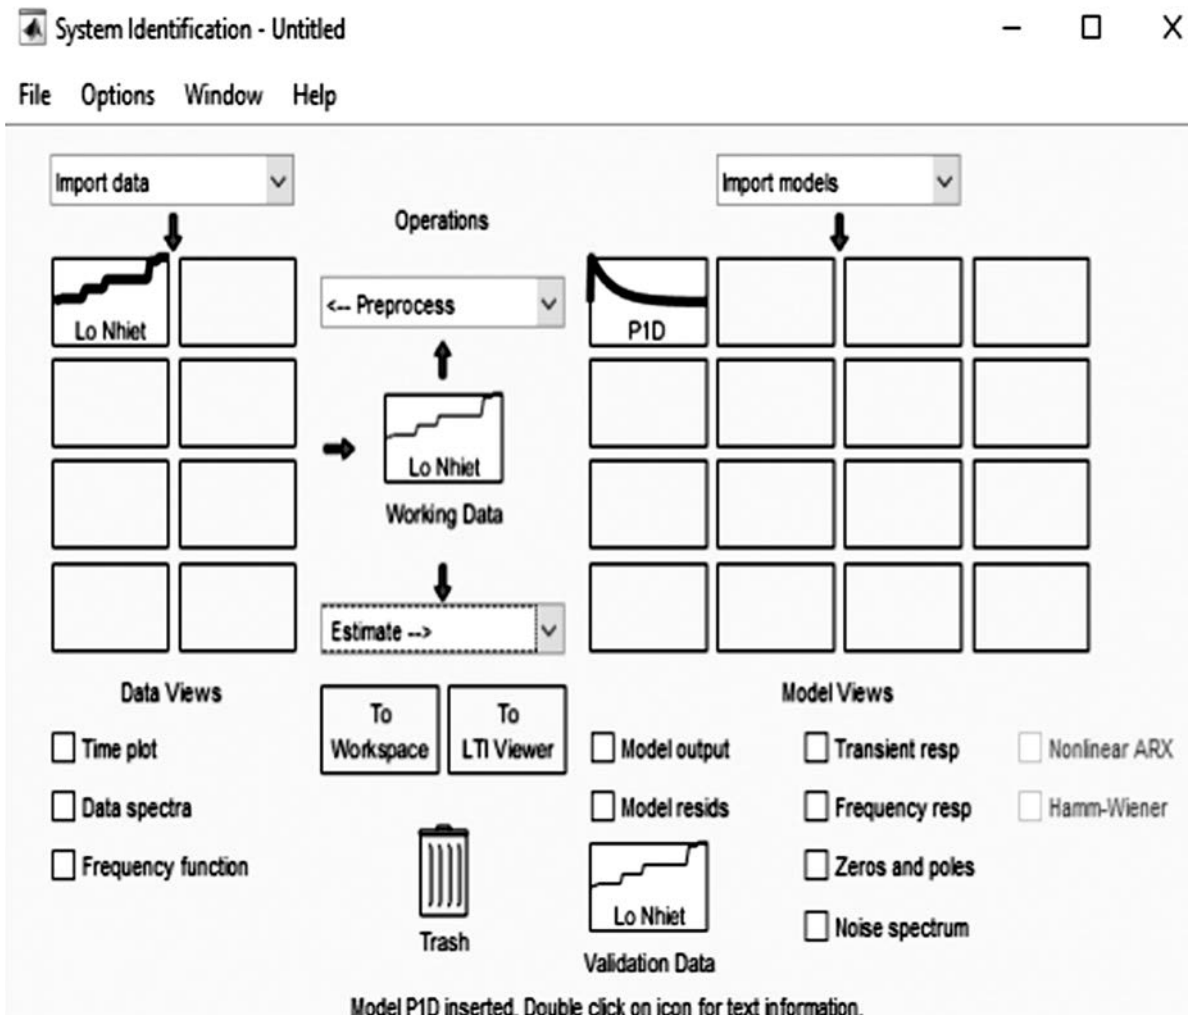 System Identification - Untitled
File Options Window Help
Import data
Import models
Operations
Lo Nhiet
<-- Preprocess
P1D
Lo Nhiet
Working Data
Estimate -->
Data Views
To Workspace
To LTI Viewer
Model Views
Time plot
Data spectra
Frequency function
Model output
Model resids
Transient resp
Frequency resp
Zeros and poles
Noise spectrum
Nonlinear ARX
Hamm-Wiener
Trash
Lo Nhiet
Validation Data
Model P1D inserted. Double click on icon for text information.